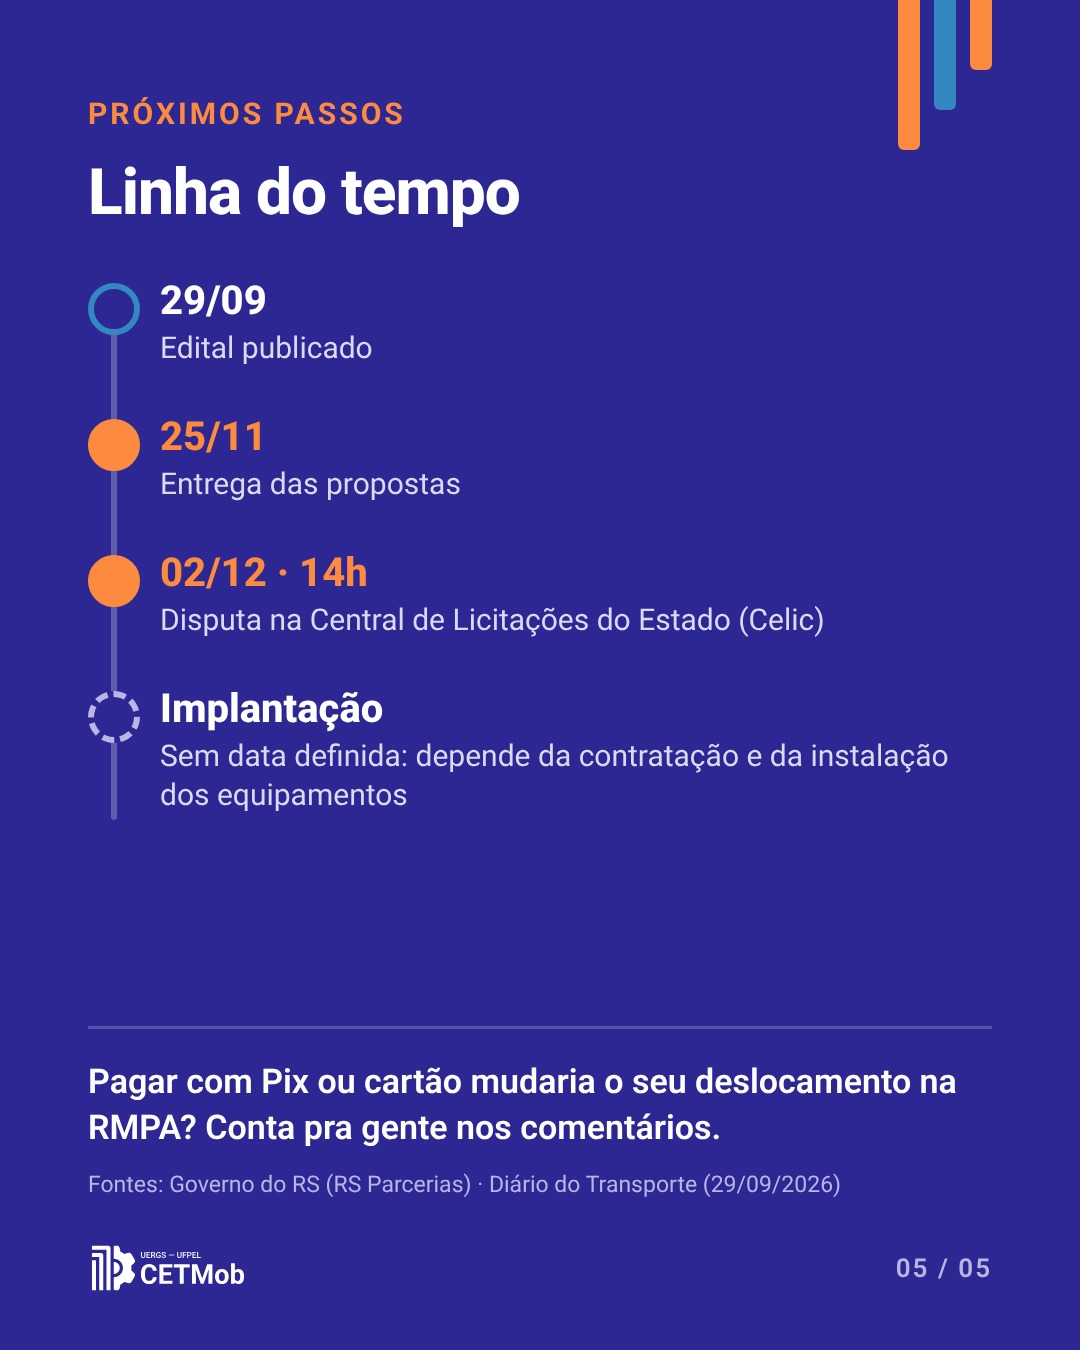 PRÓXIMOS PASSOS
Linha do tempo
29/09
Edital publicado
25/11
Entrega das propostas
02/12 · 14h
Disputa na Central de Licitações do Estado (Celic)
Implantação
Sem data definida: depende da contratação e da instalação
dos equipamentos
Pagar com Pix ou cartão mudaria o seu deslocamento na
RMPA? Conta pra gente nos comentários.
Fontes: Governo do RS (RS Parcerias) · Diário do Transporte (29/09/2026)
UERGS – UFPEL
CETMob
05 / 05